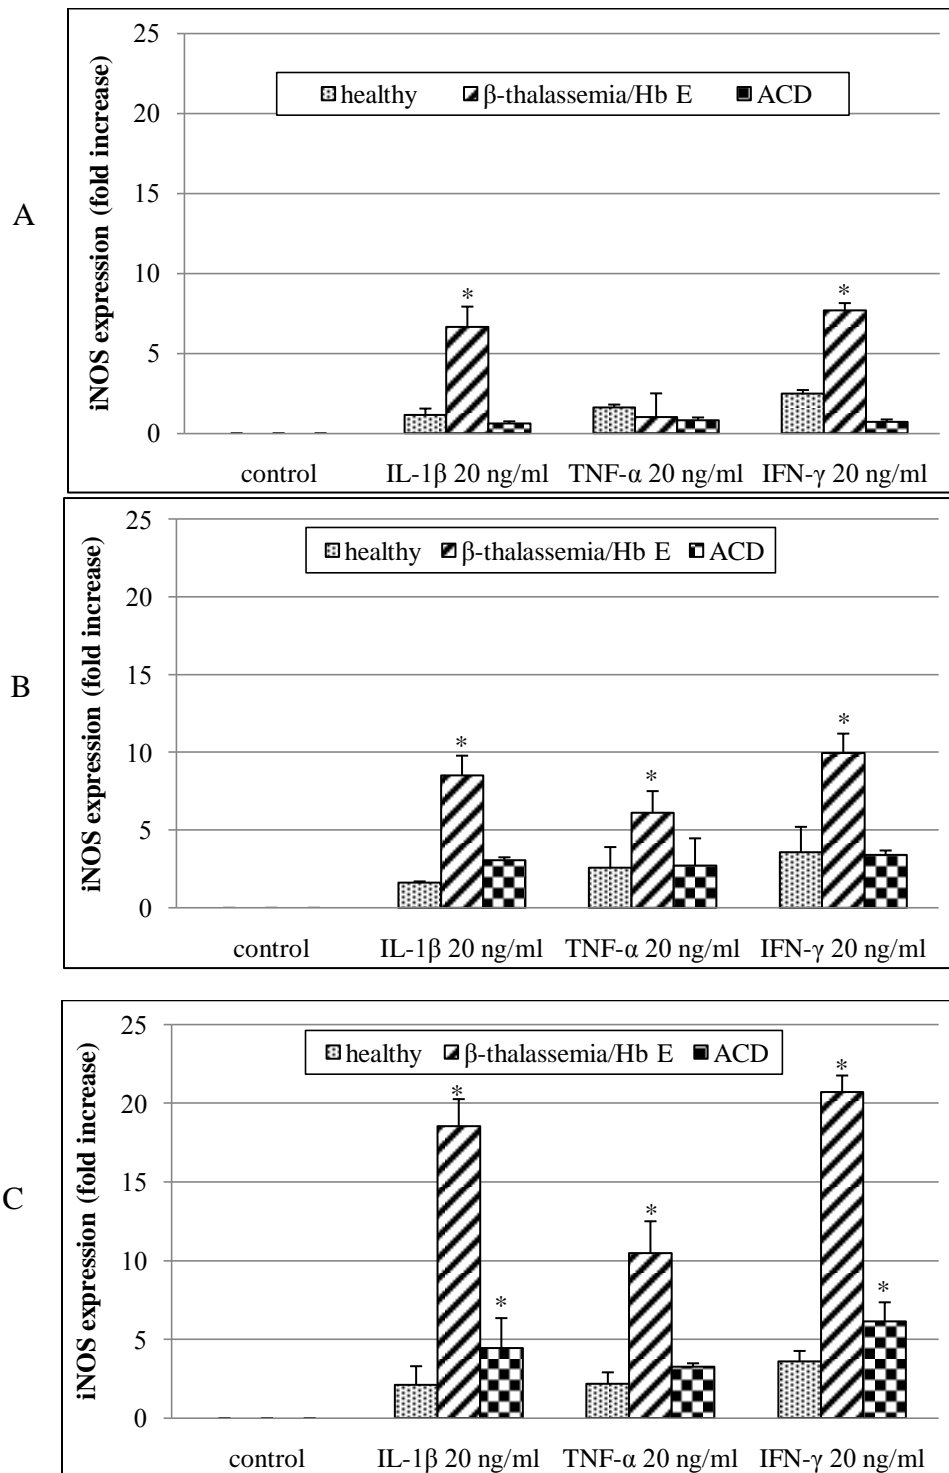 A
iNOS expression (fold increase)
25
20
15
10
5
0
healthy β-thalassemia/Hb E ACD
* *
control IL-1β 20 ng/ml TNF-α 20 ng/ml IFN-γ 20 ng/ml
B
iNOS expression (fold increase)
25
20
15
10
5
0
healthy β-thalassemia/Hb E ACD
* * *
control IL-1β 20 ng/ml TNF-α 20 ng/ml IFN-γ 20 ng/ml
C
iNOS expression (fold increase)
25
20
15
10
5
0
healthy β-thalassemia/Hb E ACD
* * * * *
control IL-1β 20 ng/ml TNF-α 20 ng/ml IFN-γ 20 ng/ml